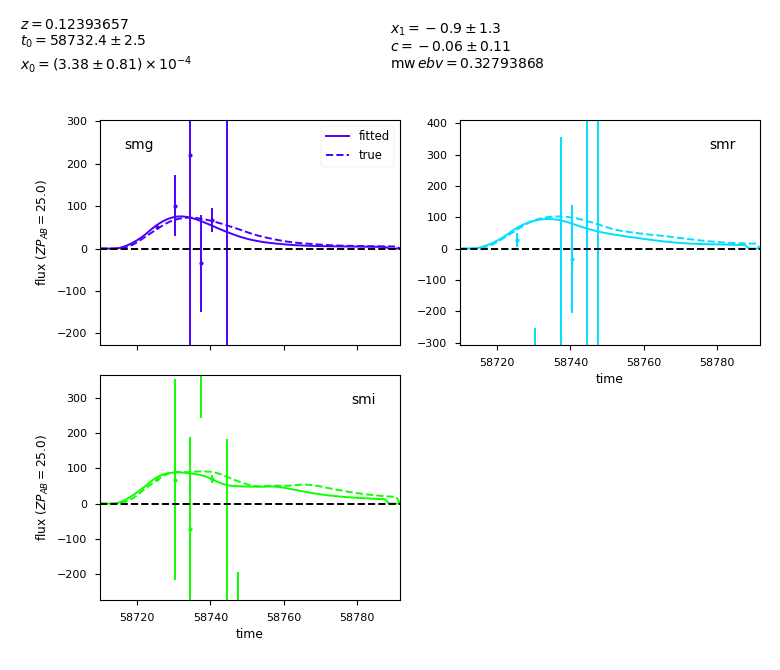 z = 0.12393657
t₀ = 58732.4 ± 2.5
x₀ = (3.38 ± 0.81) × 10⁻⁴
x₁ = −0.9 ± 1.3
c = −0.06 ± 0.11
mw ebv = 0.32793868
smg
fitted
true
300
200
100
0
−100
−200
flux (ZP_AB = 25.0)
smr
400
300
200
100
0
−100
−200
−300
58720 58740 58760 58780
time
smi
300
200
100
0
−100
−200
flux (ZP_AB = 25.0)
58720 58740 58760 58780
time